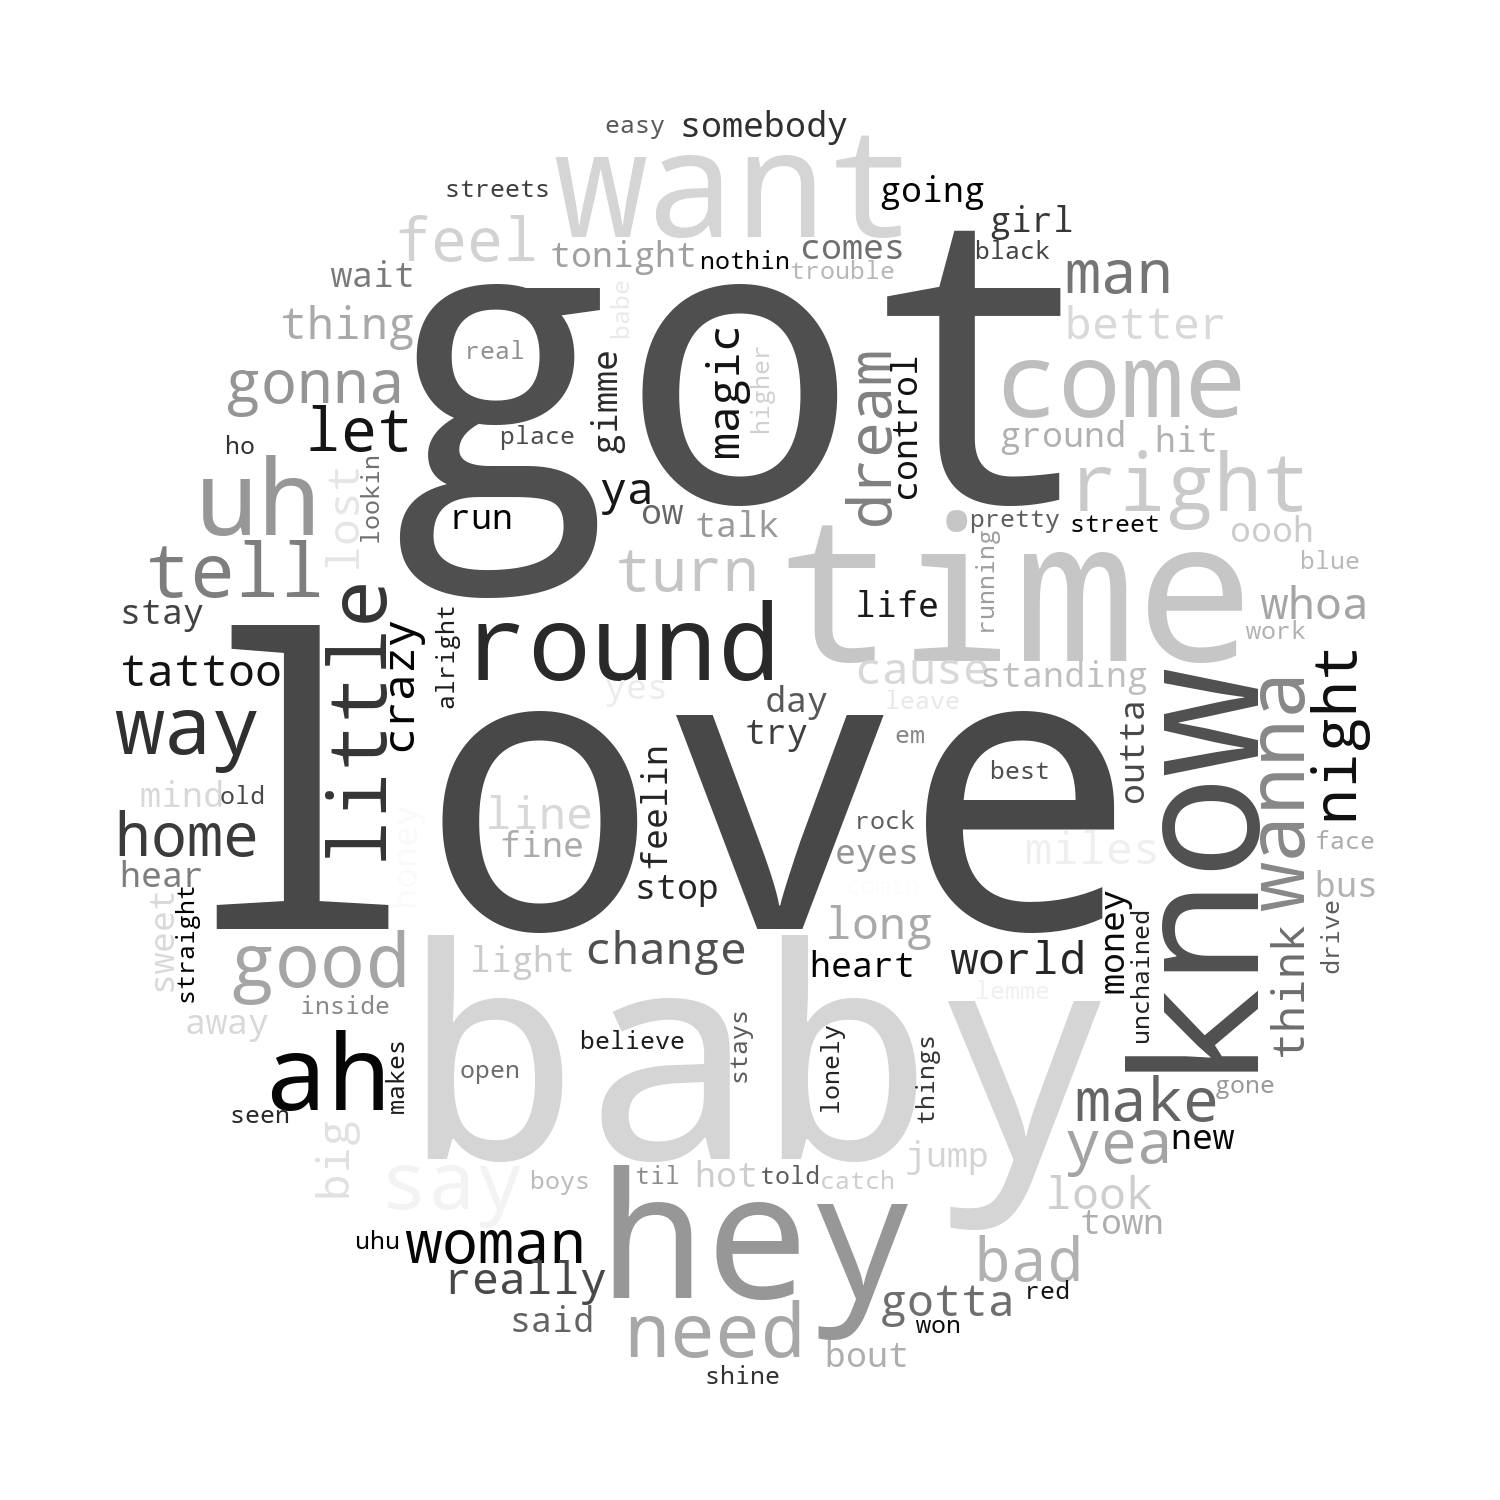 easy somebody
want
streets going
feel girl
tonight nothin comes black
wait trouble man
thing babe better
got
real magic higher
gonna gimme dream control come
let place ground hit
ho
uh lost lookin right
run ya ow talk pretty street oooh
tell turn time running blue
stay little life whoa
alright round work
tattoo crazy yes cause standing
way love day leave night
try em outta know wanna
mind old feelin best
home honey line rock
hear fine eyes miles face
stop bus
sweet straight long money drive
good light change heart world unchained think
inside lemme
away baby
ah makes believe stays lonely things
open make gone
seen yea new
big say boys til hot told catch jump
hey look
uhu woman town
really bad
said need gotta red
bout won
shine